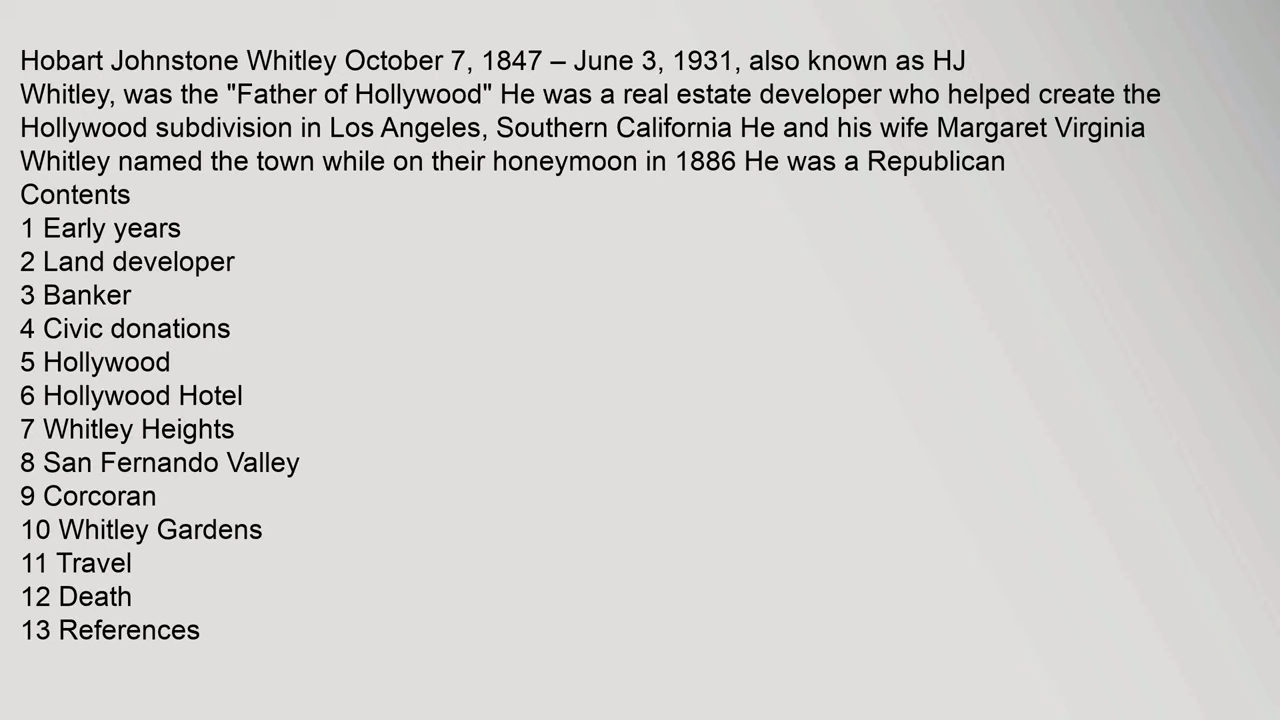 Hobart Johnstone Whitley October 7, 1847 – June 3, 1931, also known as HJ
Whitley, was the "Father of Hollywood" He was a real estate developer who helped create the
Hollywood subdivision in Los Angeles, Southern California He and his wife Margaret Virginia
Whitley named the town while on their honeymoon in 1886 He was a Republican
Contents
1 Early years
2 Land developer
3 Banker
4 Civic donations
5 Hollywood
6 Hollywood Hotel
7 Whitley Heights
8 San Fernando Valley
9 Corcoran
10 Whitley Gardens
11 Travel
12 Death
13 References